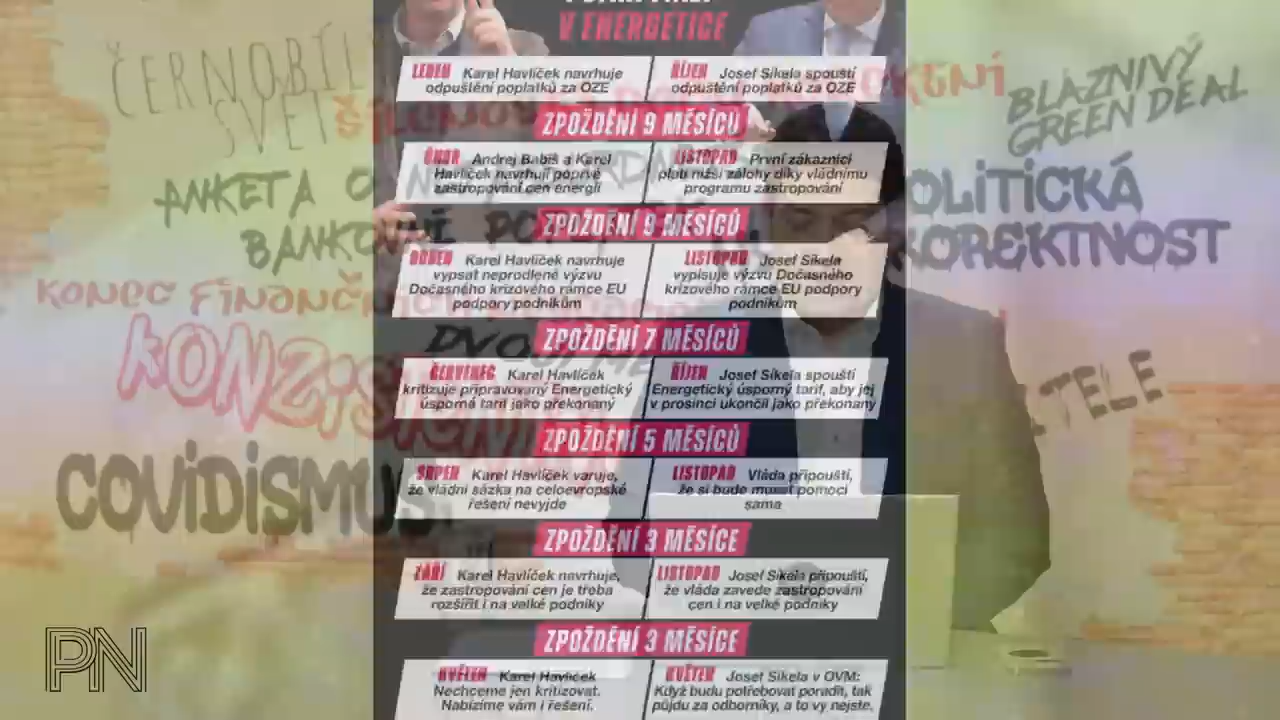 V ENERGETICE
LEDEN Karel Havlíček navrhuje
odpuštění poplatků za OZE
ŘÍJEN Josef Síkela spouští
odpuštění poplatků za OZE
ZPOŽDĚNÍ 9 MĚSÍCŮ
ÚNOR Andrej Babiš a Karel
Havlíček navrhují poprvé
zastropování cen energií
LISTOPAD První zákazníci
platí nižší zálohy díky vládnímu
programu zastropování
ZPOŽDĚNÍ 9 MĚSÍCŮ
DUBEN Karel Havlíček navrhuje
vypsat neprodleně výzvu
Dočasného krizového rámce EU
podpory podnikům
LISTOPAD Josef Síkela
vypisuje výzvu Dočasného
krizového rámce EU podpory
podnikům
ZPOŽDĚNÍ 7 MĚSÍCŮ
ČERVENEC Karel Havlíček
kritizuje připravovaný Energetický
úsporná tarif jako překonaný
ŘÍJEN Josef Síkela spouští
Energetický úsporný tarif, aby jej
v prosinci ukončil jako překonaný
ZPOŽDĚNÍ 5 MĚSÍCŮ
SRPEN Karel Havlíček varuje,
že vládní sázka na celoevropské
řešení nevyjde
LISTOPAD Vláda připouští,
že si bude muset pomoci
sama
ZPOŽDĚNÍ 3 MĚSÍCE
ZÁŘÍ Karel Havlíček navrhuje,
že zastropování cen je třeba
rozšířit i na velké podniky
LISTOPAD Josef Síkela připouští,
že vláda zavede zastropování
cen i na velké podniky
ZPOŽDĚNÍ 3 MĚSÍCE
KVĚTEN Karel Havlíček
Nechceme jen kritizovat.
Nabízíme vám i řešení.
KVĚTEN Josef Síkela v OVM:
Když budu potřebovat poradit, tak
půjdu za odborníky, a to vy nejste.
ČERNOBÍL
SVĚT
ANKETA O
BANKOVNÍ
KONEC FINANČN
COVIDISMUS
BLÁZNIVÝ
GREEN DEAL
OLITICKÁ
KOREKTNOST
ITELE
PN